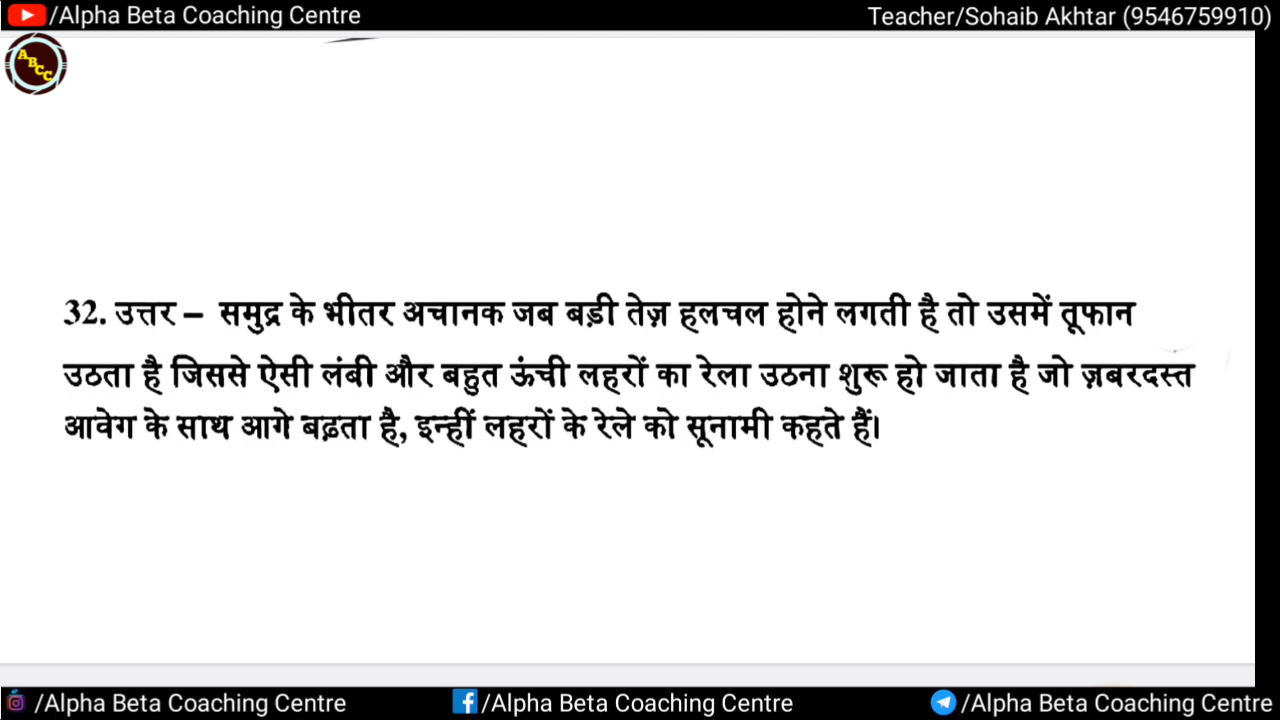 /Alpha Beta Coaching Centre
Teacher/Sohaib Akhtar (9546759910)
ABCC
32. उत्तर – समुद्र के भीतर अचानक जब बड़ी तेज़ हलचल होने लगती है तो उसमें तूफान
उठता है जिससे ऐसी लंबी और बहुत ऊंची लहरों का रेला उठना शुरू हो जाता है जो ज़बरदस्त
आवेग के साथ आगे बढ़ता है, इन्हीं लहरों के रेले को सूनामी कहते हैं।
/Alpha Beta Coaching Centre
/Alpha Beta Coaching Centre
/Alpha Beta Coaching Centre